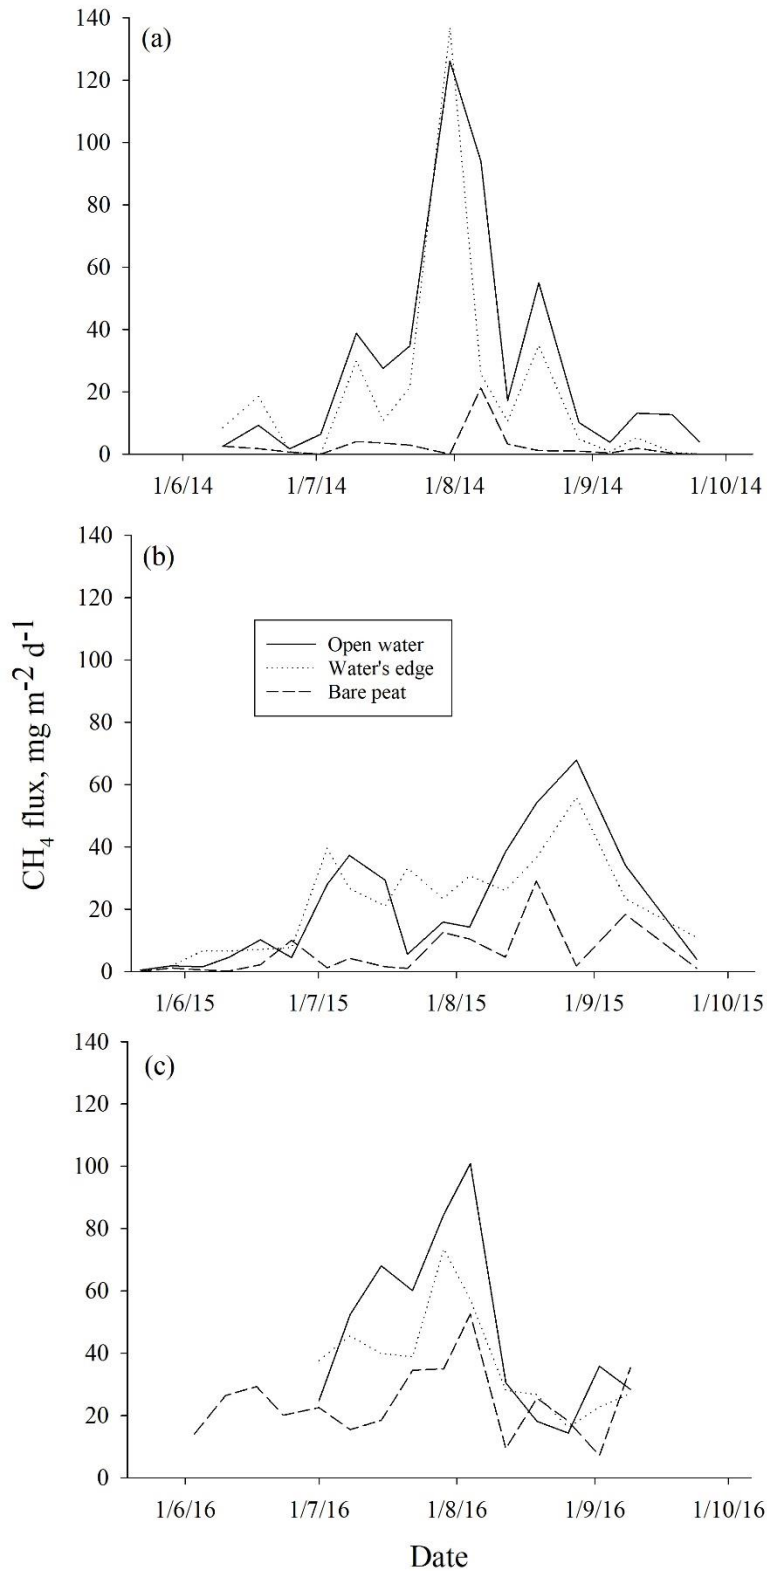 (a)
140
120
100
80
60
40
20
0
1/6/14 1/7/14 1/8/14 1/9/14 1/10/14
CH4 flux, mg m-2 d-1
(b)
140
120
100
80
60
40
20
0
Open water
Water's edge
Bare peat
1/6/15 1/7/15 1/8/15 1/9/15 1/10/15
(c)
140
120
100
80
60
40
20
0
1/6/16 1/7/16 1/8/16 1/9/16 1/10/16
Date